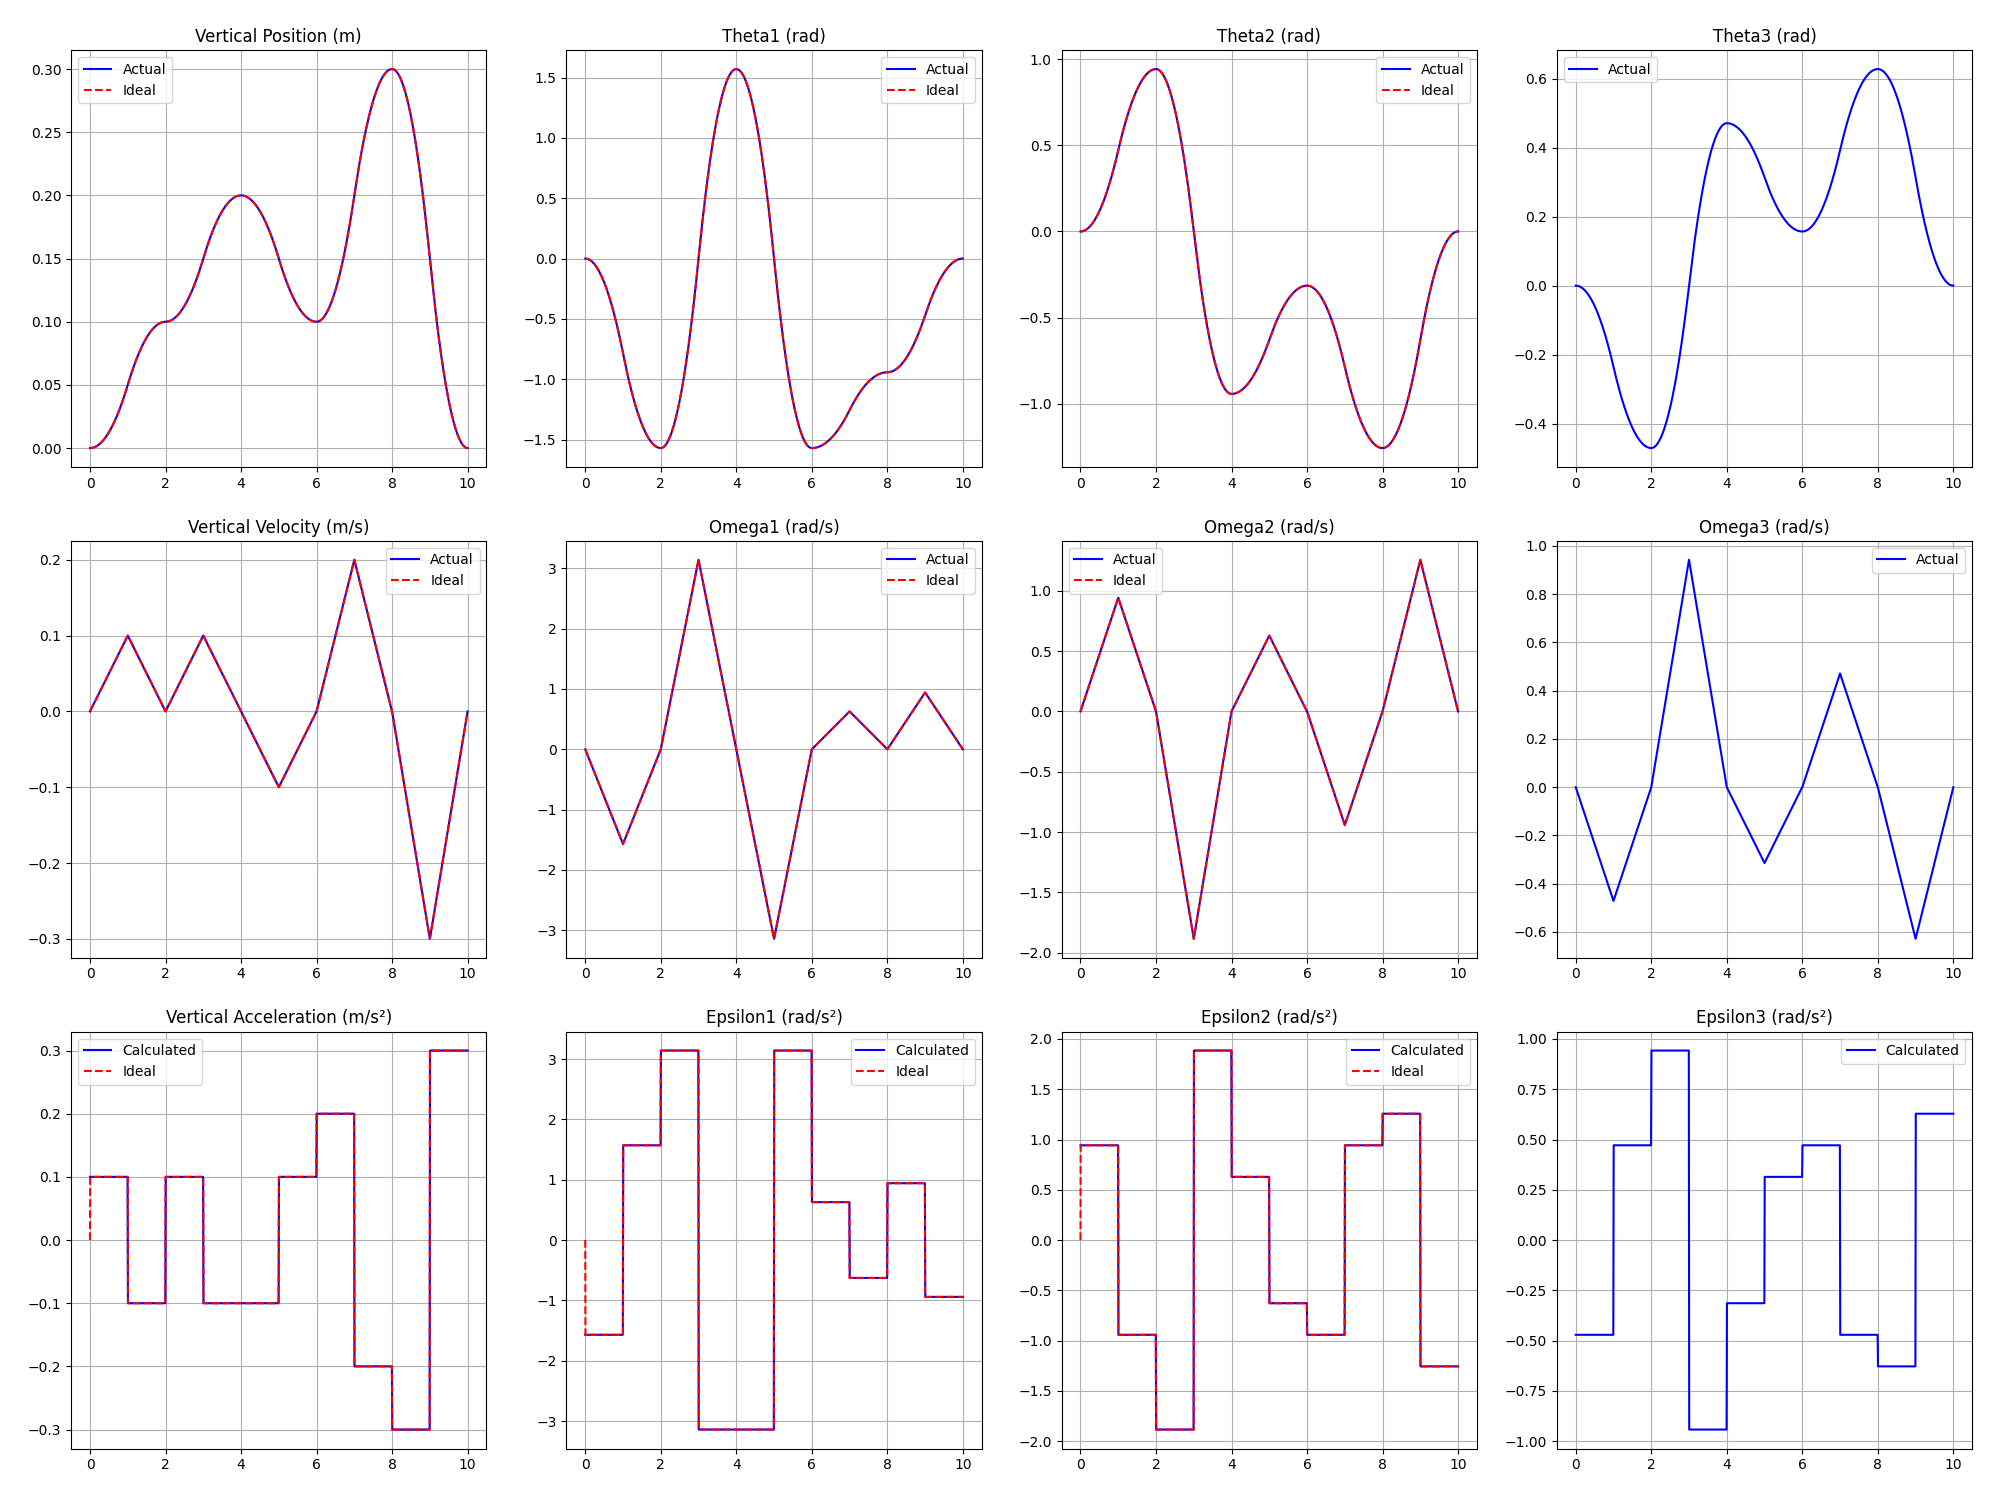 Vertical Position (m)
Actual
Ideal
0.30
0.25
0.20
0.15
0.10
0.05
0.00
0 2 4 6 8 10
Theta1 (rad)
Actual
Ideal
1.5
1.0
0.5
0.0
−0.5
−1.0
−1.5
0 2 4 6 8 10
Theta2 (rad)
Actual
Ideal
1.0
0.5
0.0
−0.5
−1.0
0 2 4 6 8 10
Theta3 (rad)
Actual
0.6
0.4
0.2
0.0
−0.2
−0.4
0 2 4 6 8 10
Vertical Velocity (m/s)
Actual
Ideal
0.2
0.1
0.0
−0.1
−0.2
−0.3
0 2 4 6 8 10
Omega1 (rad/s)
Actual
Ideal
3
2
1
0
−1
−2
−3
0 2 4 6 8 10
Omega2 (rad/s)
Actual
Ideal
1.0
0.5
0.0
−0.5
−1.0
−1.5
−2.0
0 2 4 6 8 10
Omega3 (rad/s)
Actual
1.0
0.8
0.6
0.4
0.2
0.0
−0.2
−0.4
−0.6
0 2 4 6 8 10
Vertical Acceleration (m/s²)
Calculated
Ideal
0.3
0.2
0.1
0.0
−0.1
−0.2
−0.3
0 2 4 6 8 10
Epsilon1 (rad/s²)
Calculated
Ideal
3
2
1
0
−1
−2
−3
0 2 4 6 8 10
Epsilon2 (rad/s²)
Calculated
Ideal
2.0
1.5
1.0
0.5
0.0
−0.5
−1.0
−1.5
−2.0
0 2 4 6 8 10
Epsilon3 (rad/s²)
Calculated
1.00
0.75
0.50
0.25
0.00
−0.25
−0.50
−0.75
−1.00
0 2 4 6 8 10